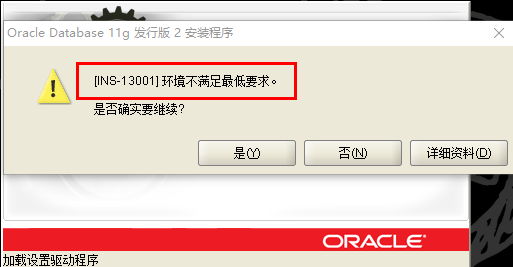 Oracle Database 11g 发行版 2 安装程序
[INS-13001] 环境不满足最低要求。
是否确实要继续?
是(Y)
否(N)
详细资料(D)
ORACLE
加载设置驱动程序